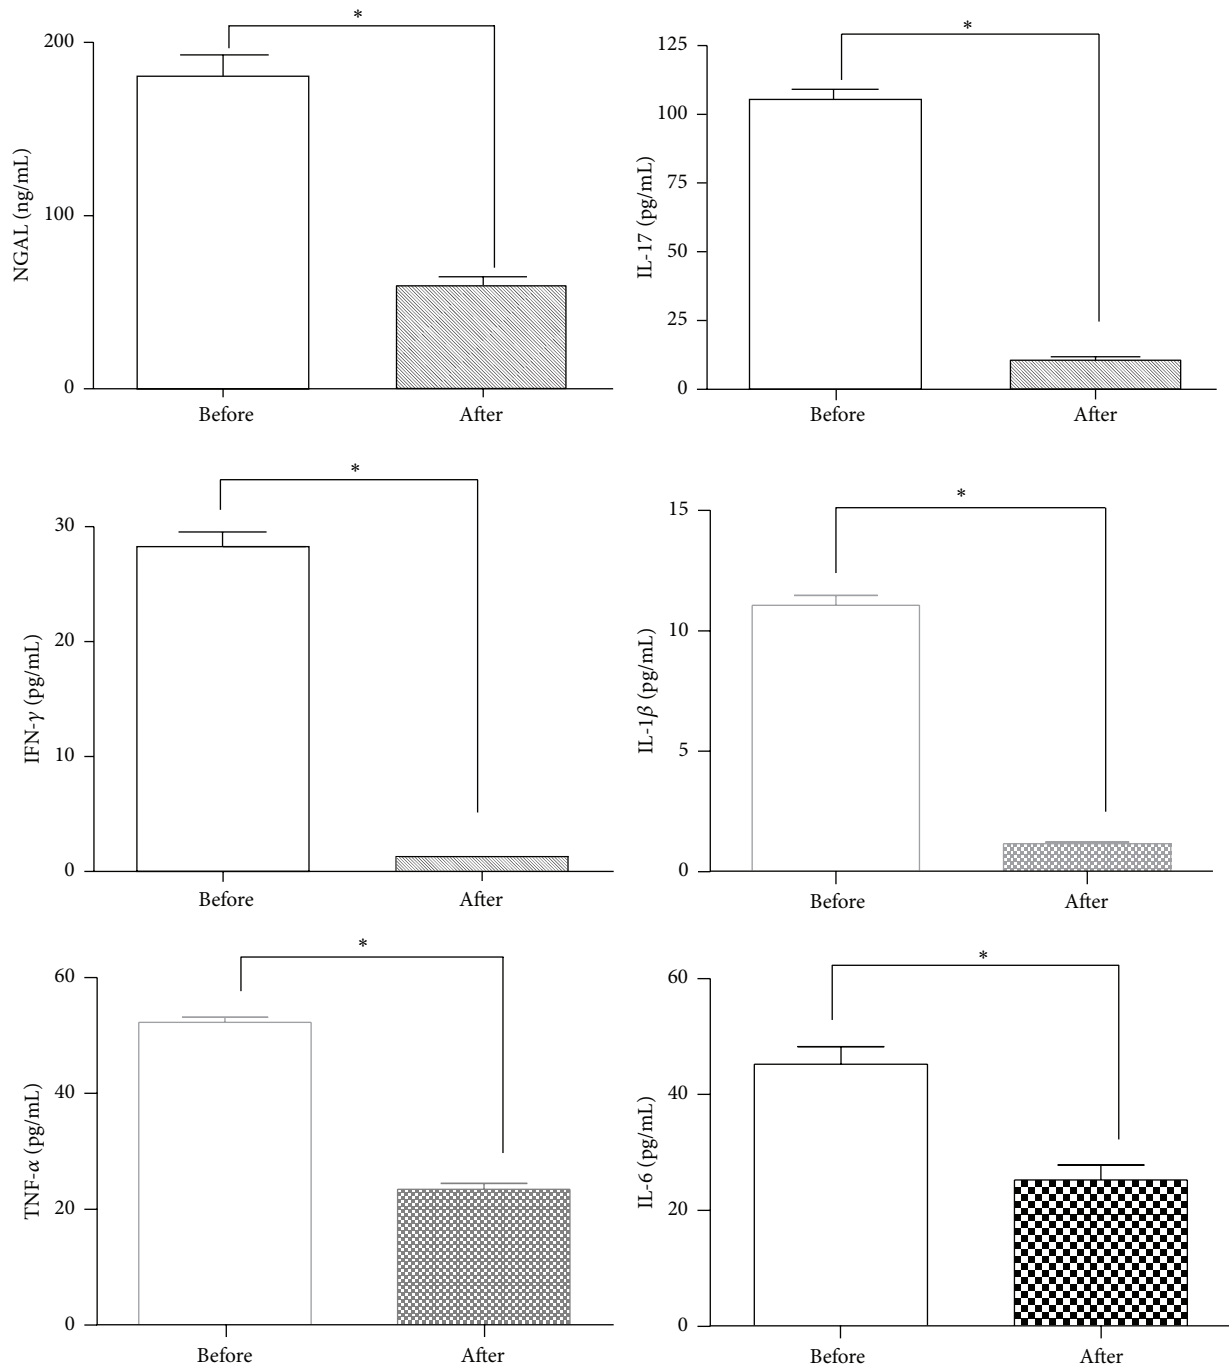 *
200
100
0
NGAL (ng/mL)
Before
After
*
125
100
75
50
25
0
IL-17 (pg/mL)
Before
After
*
30
20
10
0
IFN-γ (pg/mL)
Before
After
*
15
10
5
0
IL-1β (pg/mL)
Before
After
*
60
40
20
0
TNF-α (pg/mL)
Before
After
*
60
40
20
0
IL-6 (pg/mL)
Before
After